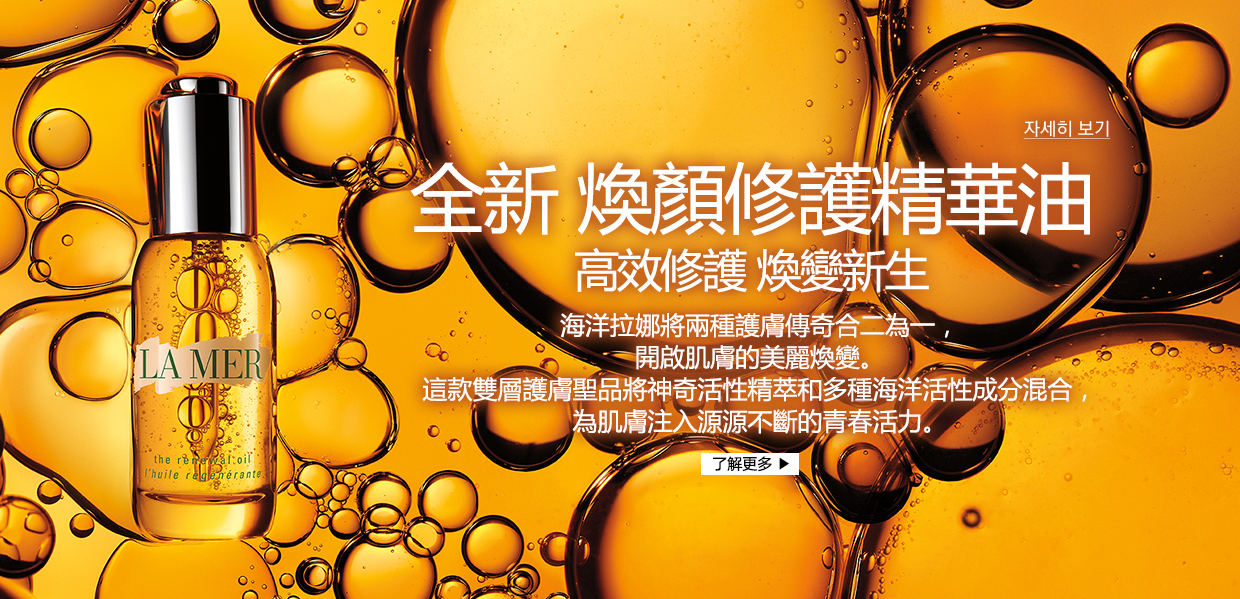 자세히 보기
全新 煥顏修護精華油
高效修護 煥變新生
海洋拉娜將兩種護膚傳奇合二為一，
開啟肌膚的美麗煥變。
這款雙層護膚聖品將神奇活性精萃和多種海洋活性成分混合，
為肌膚注入源源不斷的青春活力。
了解更多 ▶
LA MER
the renewal oil
l'huile régénérante